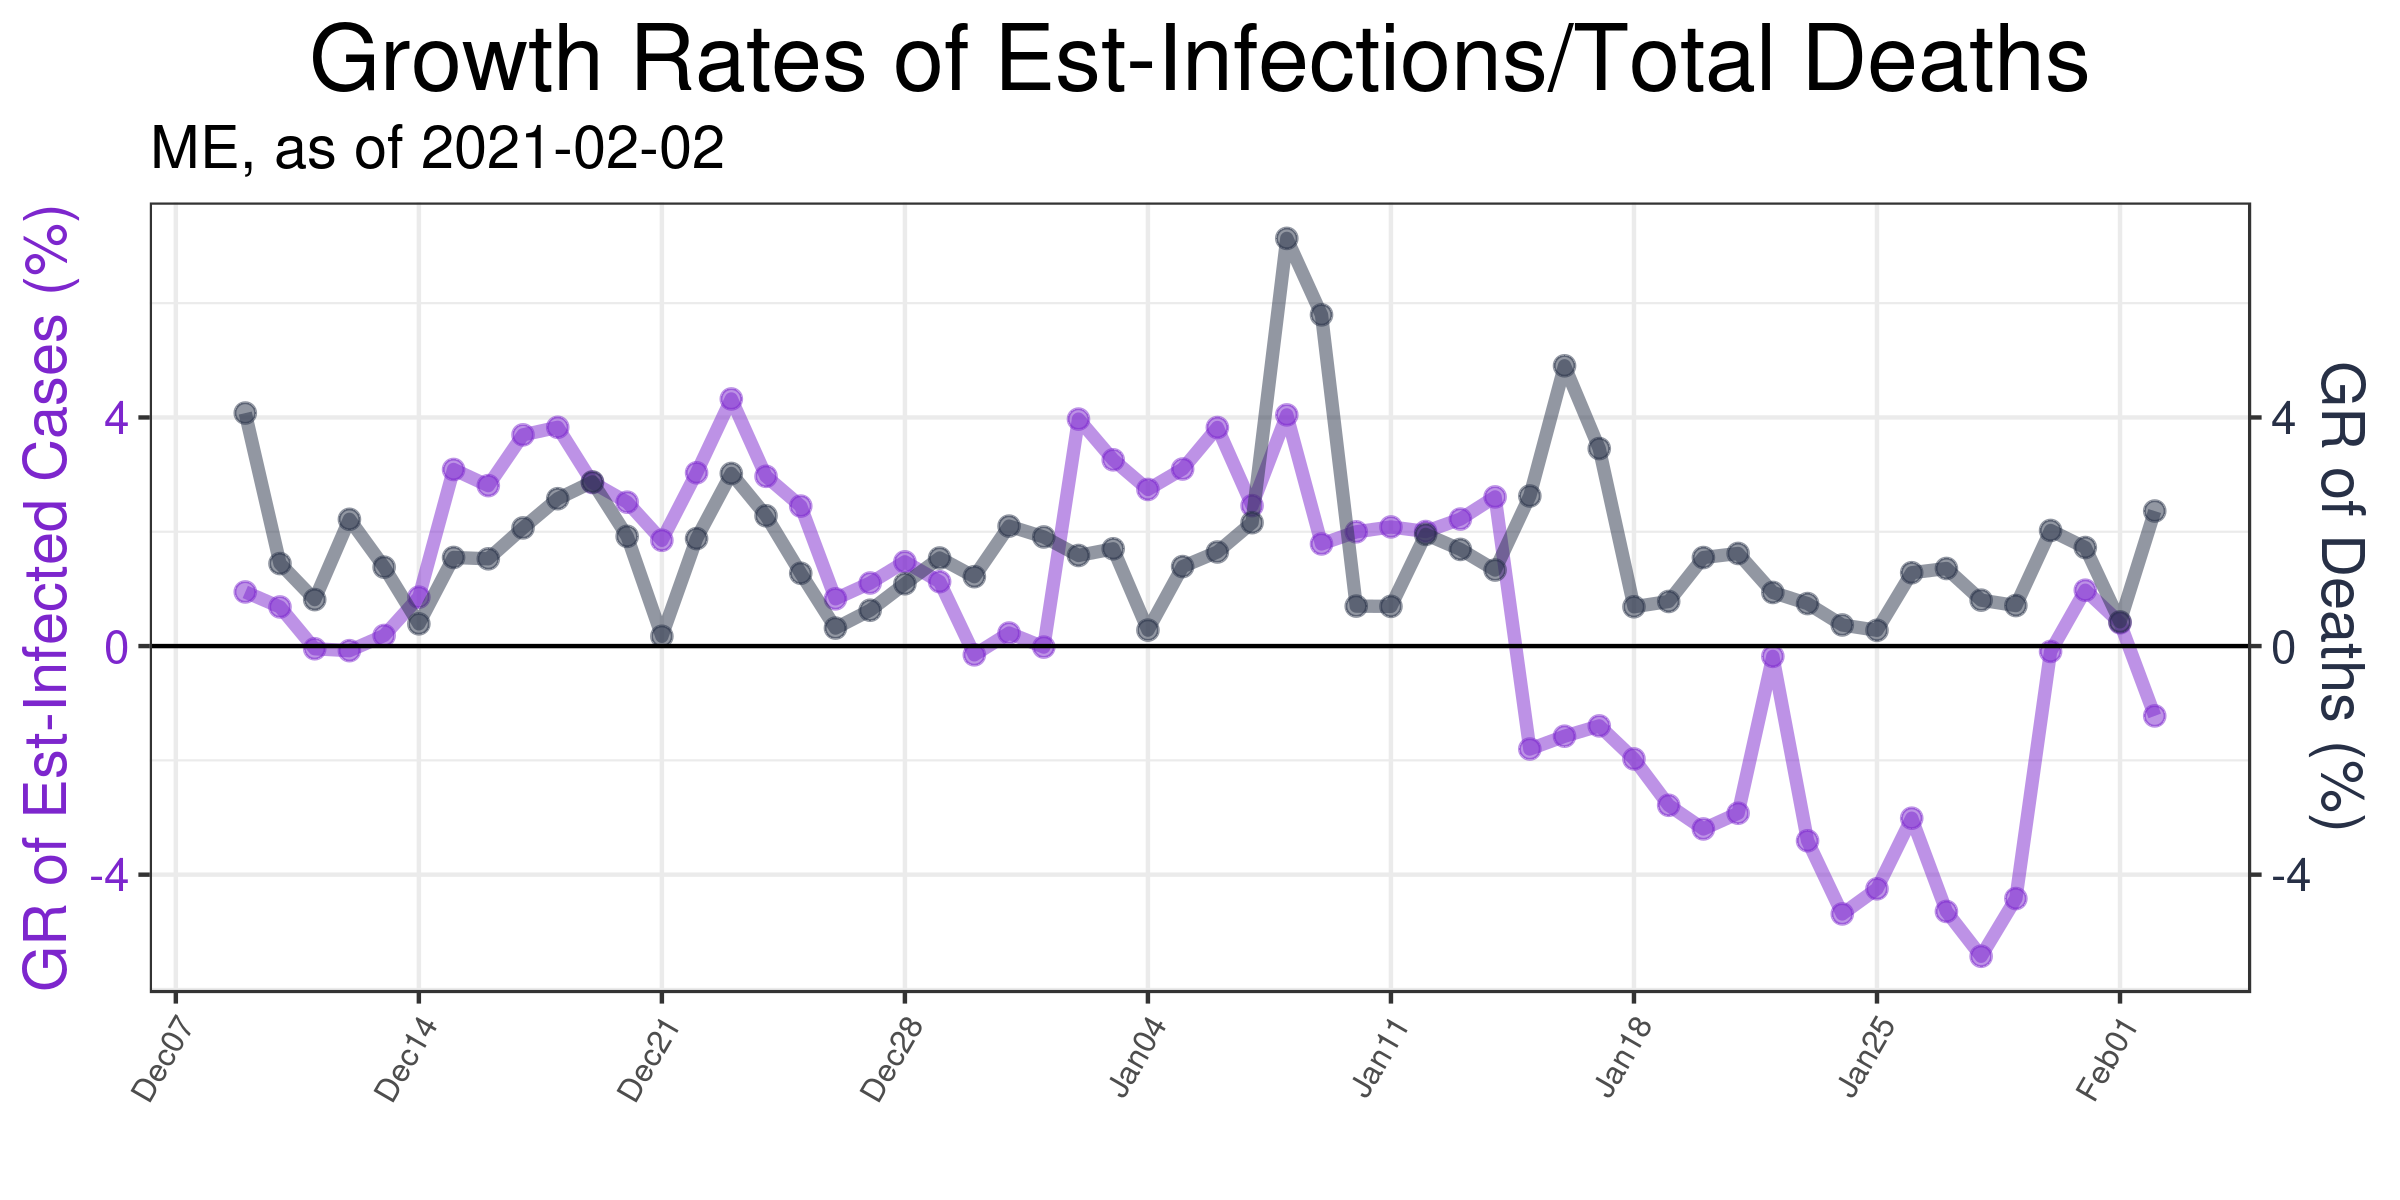 Growth Rates of Est-Infections/Total Deaths
ME, as of 2021-02-02
GR of Est-Infected Cases (%)
4
0
-4
4
0
-4
GR of Deaths (%)
Dec07
Dec14
Dec21
Dec28
Jan04
Jan11
Jan18
Jan25
Feb01